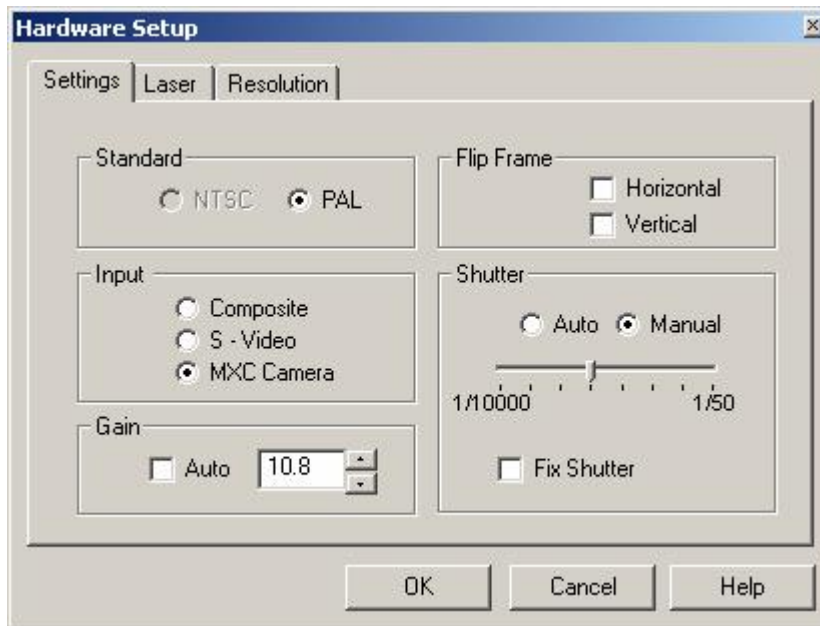 Hardware Setup
Settings Laser Resolution
Standard
NTSC PAL
Flip Frame
Horizontal
Vertical
Input
Composite
S - Video
MXC Camera
Shutter
Auto Manual
1/10000 1/50
Fix Shutter
Gain
Auto 10.8
OK Cancel Help